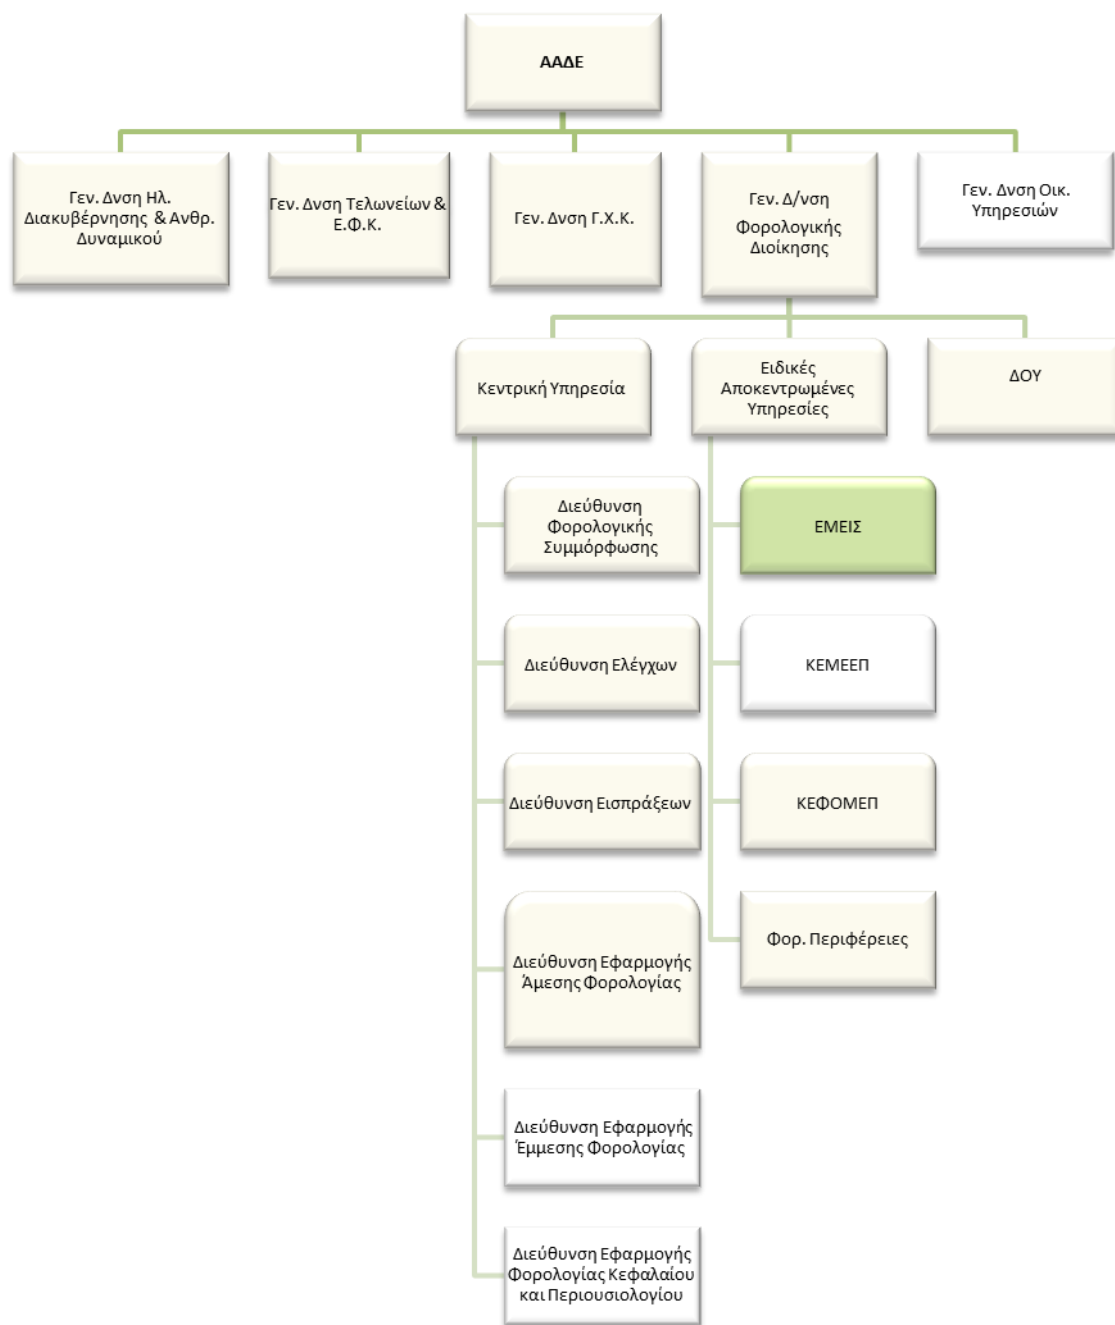 ΑΑΔΕ
Γεν. Δνση Ηλ.
Διακυβέρνησης & Ανθρ.
Δυναμικού
Γεν. Δνση Τελωνείων &
Ε.Φ.Κ.
Γεν. Δνση Γ.Χ.Κ.
Γεν. Δ/νση
Φορολογικής
Διοίκησης
Γεν. Δνση Οικ.
Υπηρεσιών
Κεντρική Υπηρεσία
Ειδικές
Αποκεντρωμένες
Υπηρεσίες
ΔΟΥ
Διεύθυνση
Φορολογικής
Συμμόρφωσης
Διεύθυνση Ελέγχων
Διεύθυνση Εισπράξεων
Διεύθυνση Εφαρμογής
Άμεσης Φορολογίας
Διεύθυνση Εφαρμογής
Έμμεσης Φορολογίας
Διεύθυνση Εφαρμογής
Φορολογίας Κεφαλαίου
και Περιουσιολογίου
ΕΜΕΙΣ
ΚΕΜΕΕΠ
ΚΕΦΟΜΕΠ
Φορ. Περιφέρειες